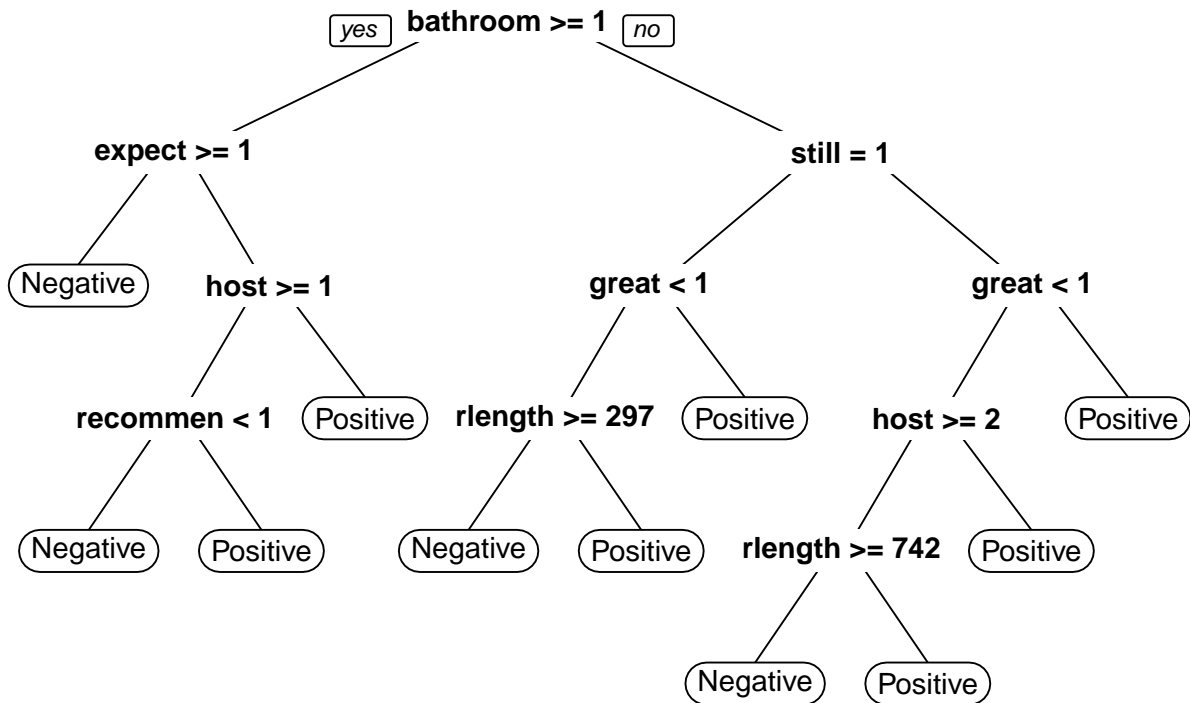 yes bathroom >= 1 no
expect >= 1 still = 1
Negative host >= 1 great < 1 great < 1
recommen < 1 Positive rlength >= 297 Positive host >= 2 Positive
Negative Positive Negative Positive rlength >= 742 Positive
Negative Positive